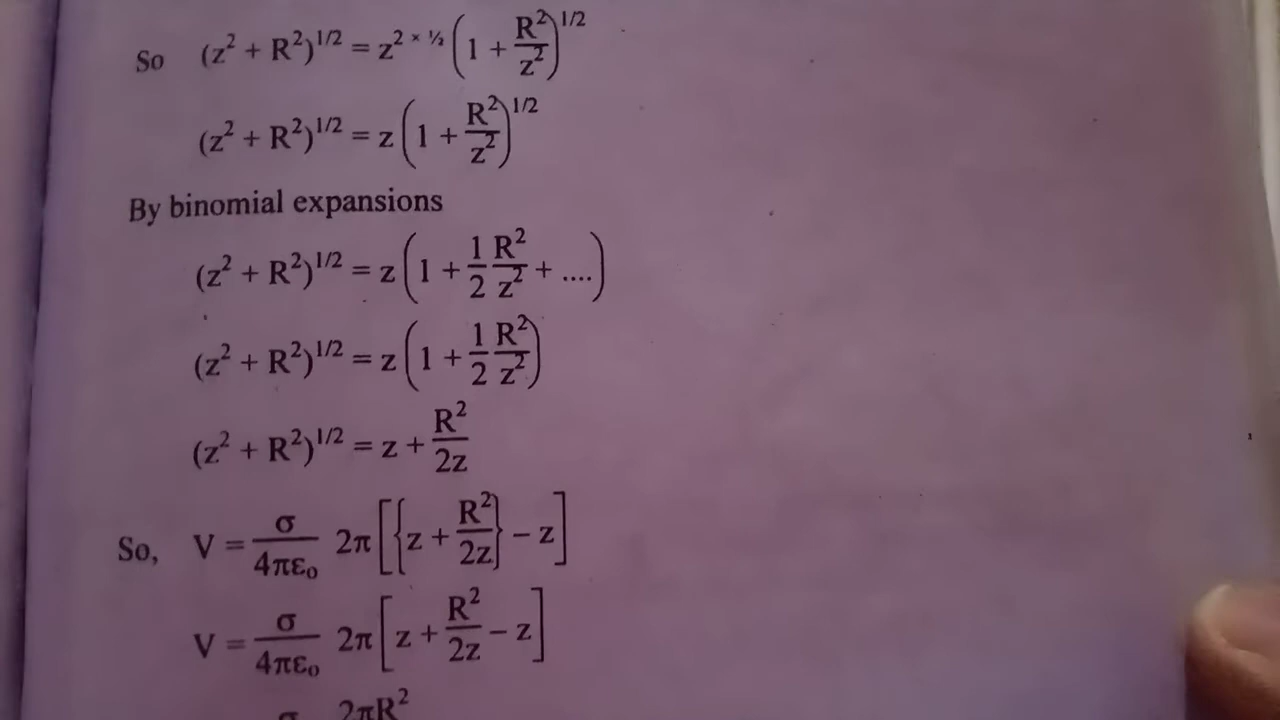 So (z² + R²)^1/2 = z^2 × ½ (1 + R²/z²)^1/2
(z² + R²)^1/2 = z (1 + R²/z²)^1/2
By binomial expansions
(z² + R²)^1/2 = z (1 + 1/2 R²/z² + ....)
(z² + R²)^1/2 = z (1 + 1/2 R²/z²)
(z² + R²)^1/2 = z + R²/2z
So, V = σ/4πε₀ 2π [{z + R²/2z} − z]
V = σ/4πε₀ 2π [z + R²/2z − z]
σ 2πR²